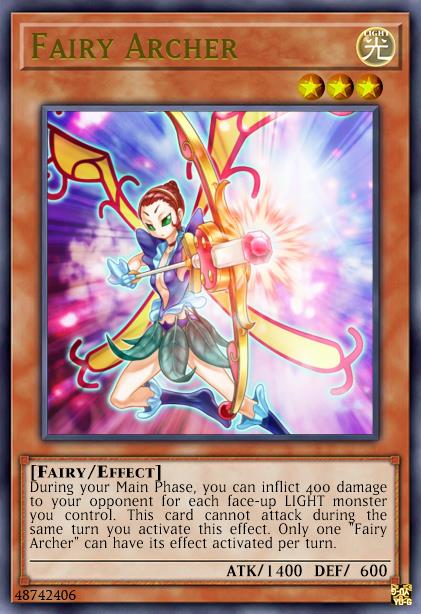 Fairy Archer
LIGHT
光
[Fairy/Effect]
During your Main Phase, you can inflict 400 damage
to your opponent for each face-up LIGHT monster
you control. This card cannot attack during the
same turn you activate this effect. Only one "Fairy
Archer" can have its effect activated per turn.
ATK/1400 DEF/ 600
48742406